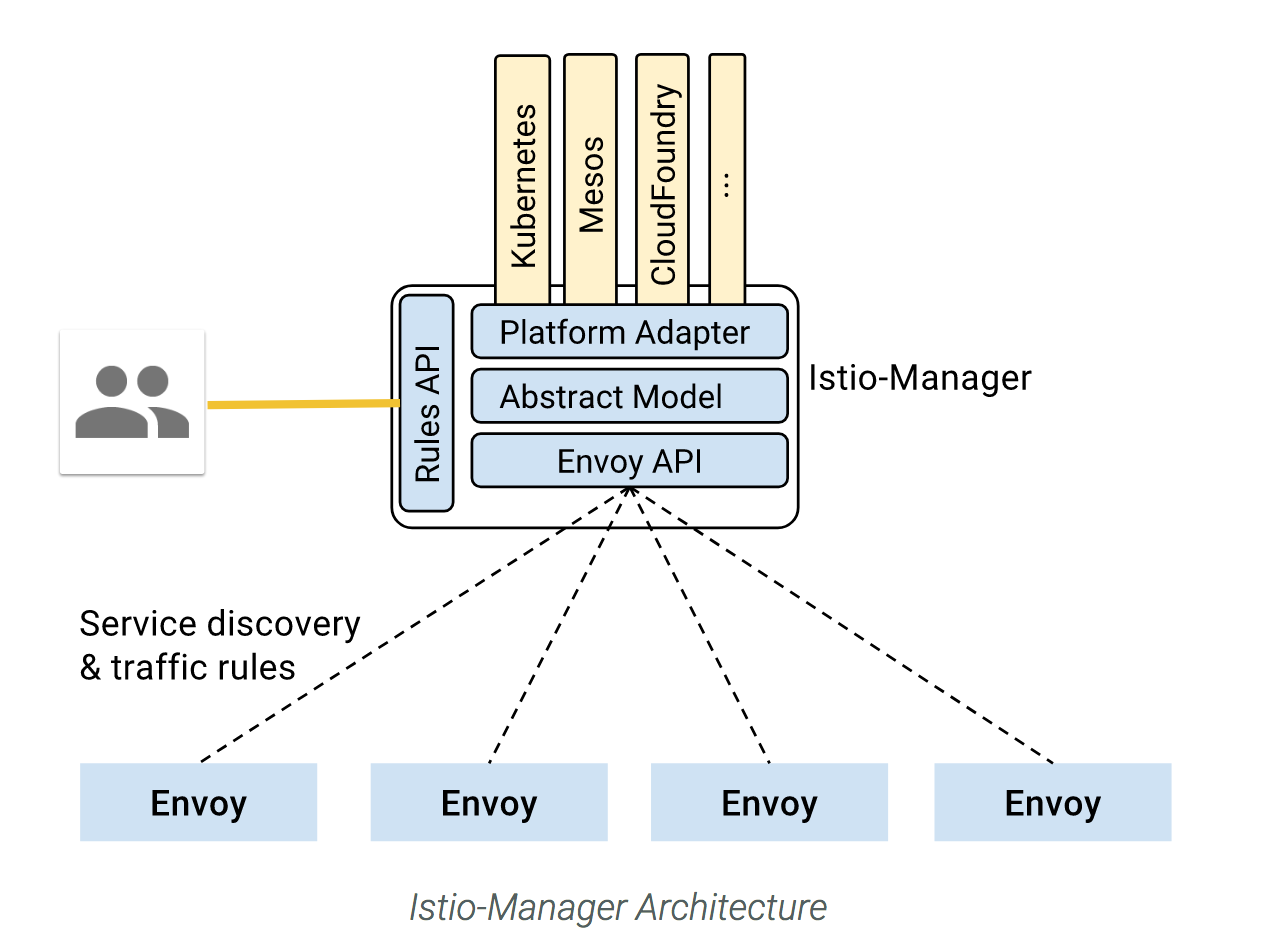 Kubernetes
Mesos
CloudFoundry
...
Rules API
Platform Adapter
Abstract Model
Envoy API
Istio-Manager
Service discovery
& traffic rules
Envoy
Envoy
Envoy
Envoy
Istio-Manager Architecture